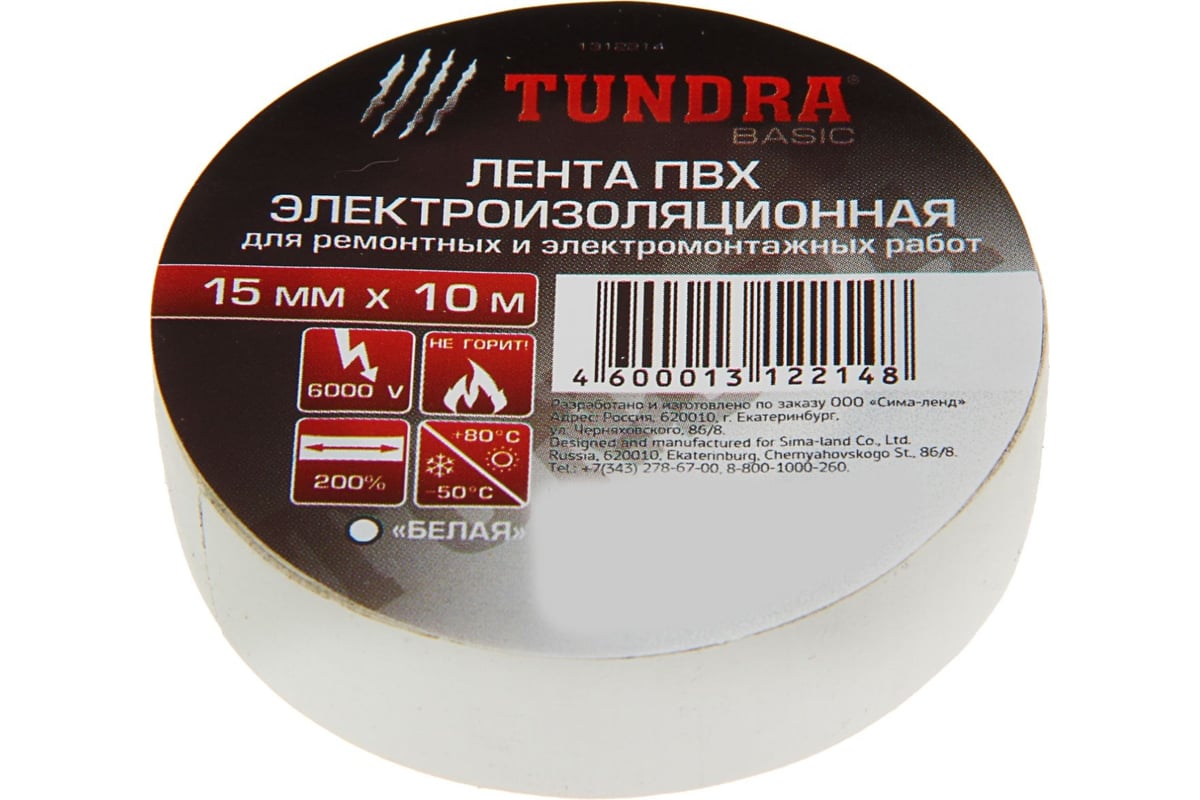 1312214
TUNDRA®
BASIC
ЛЕНТА ПВХ
ЭЛЕКТРОИЗОЛЯЦИОННАЯ
для ремонтных и электромонтажных работ
15 мм x 10 м
6000 V
НЕ ГОРИТ!
200%
+80°C
-50°C
«БЕЛАЯ»
4 600013 122148
Разработано и изготовлено по заказу ООО «Сима-ленд»
Адрес: Россия, 620010, г. Екатеринбург,
ул. Черняховского, 86/8.
Designed and manufactured for Sima-land Co., Ltd.
Russia, 620010, Ekaterinburg, Chernyahovskogo St., 86/8.
Tel.: +7(343) 278-67-00, 8-800-1000-260.